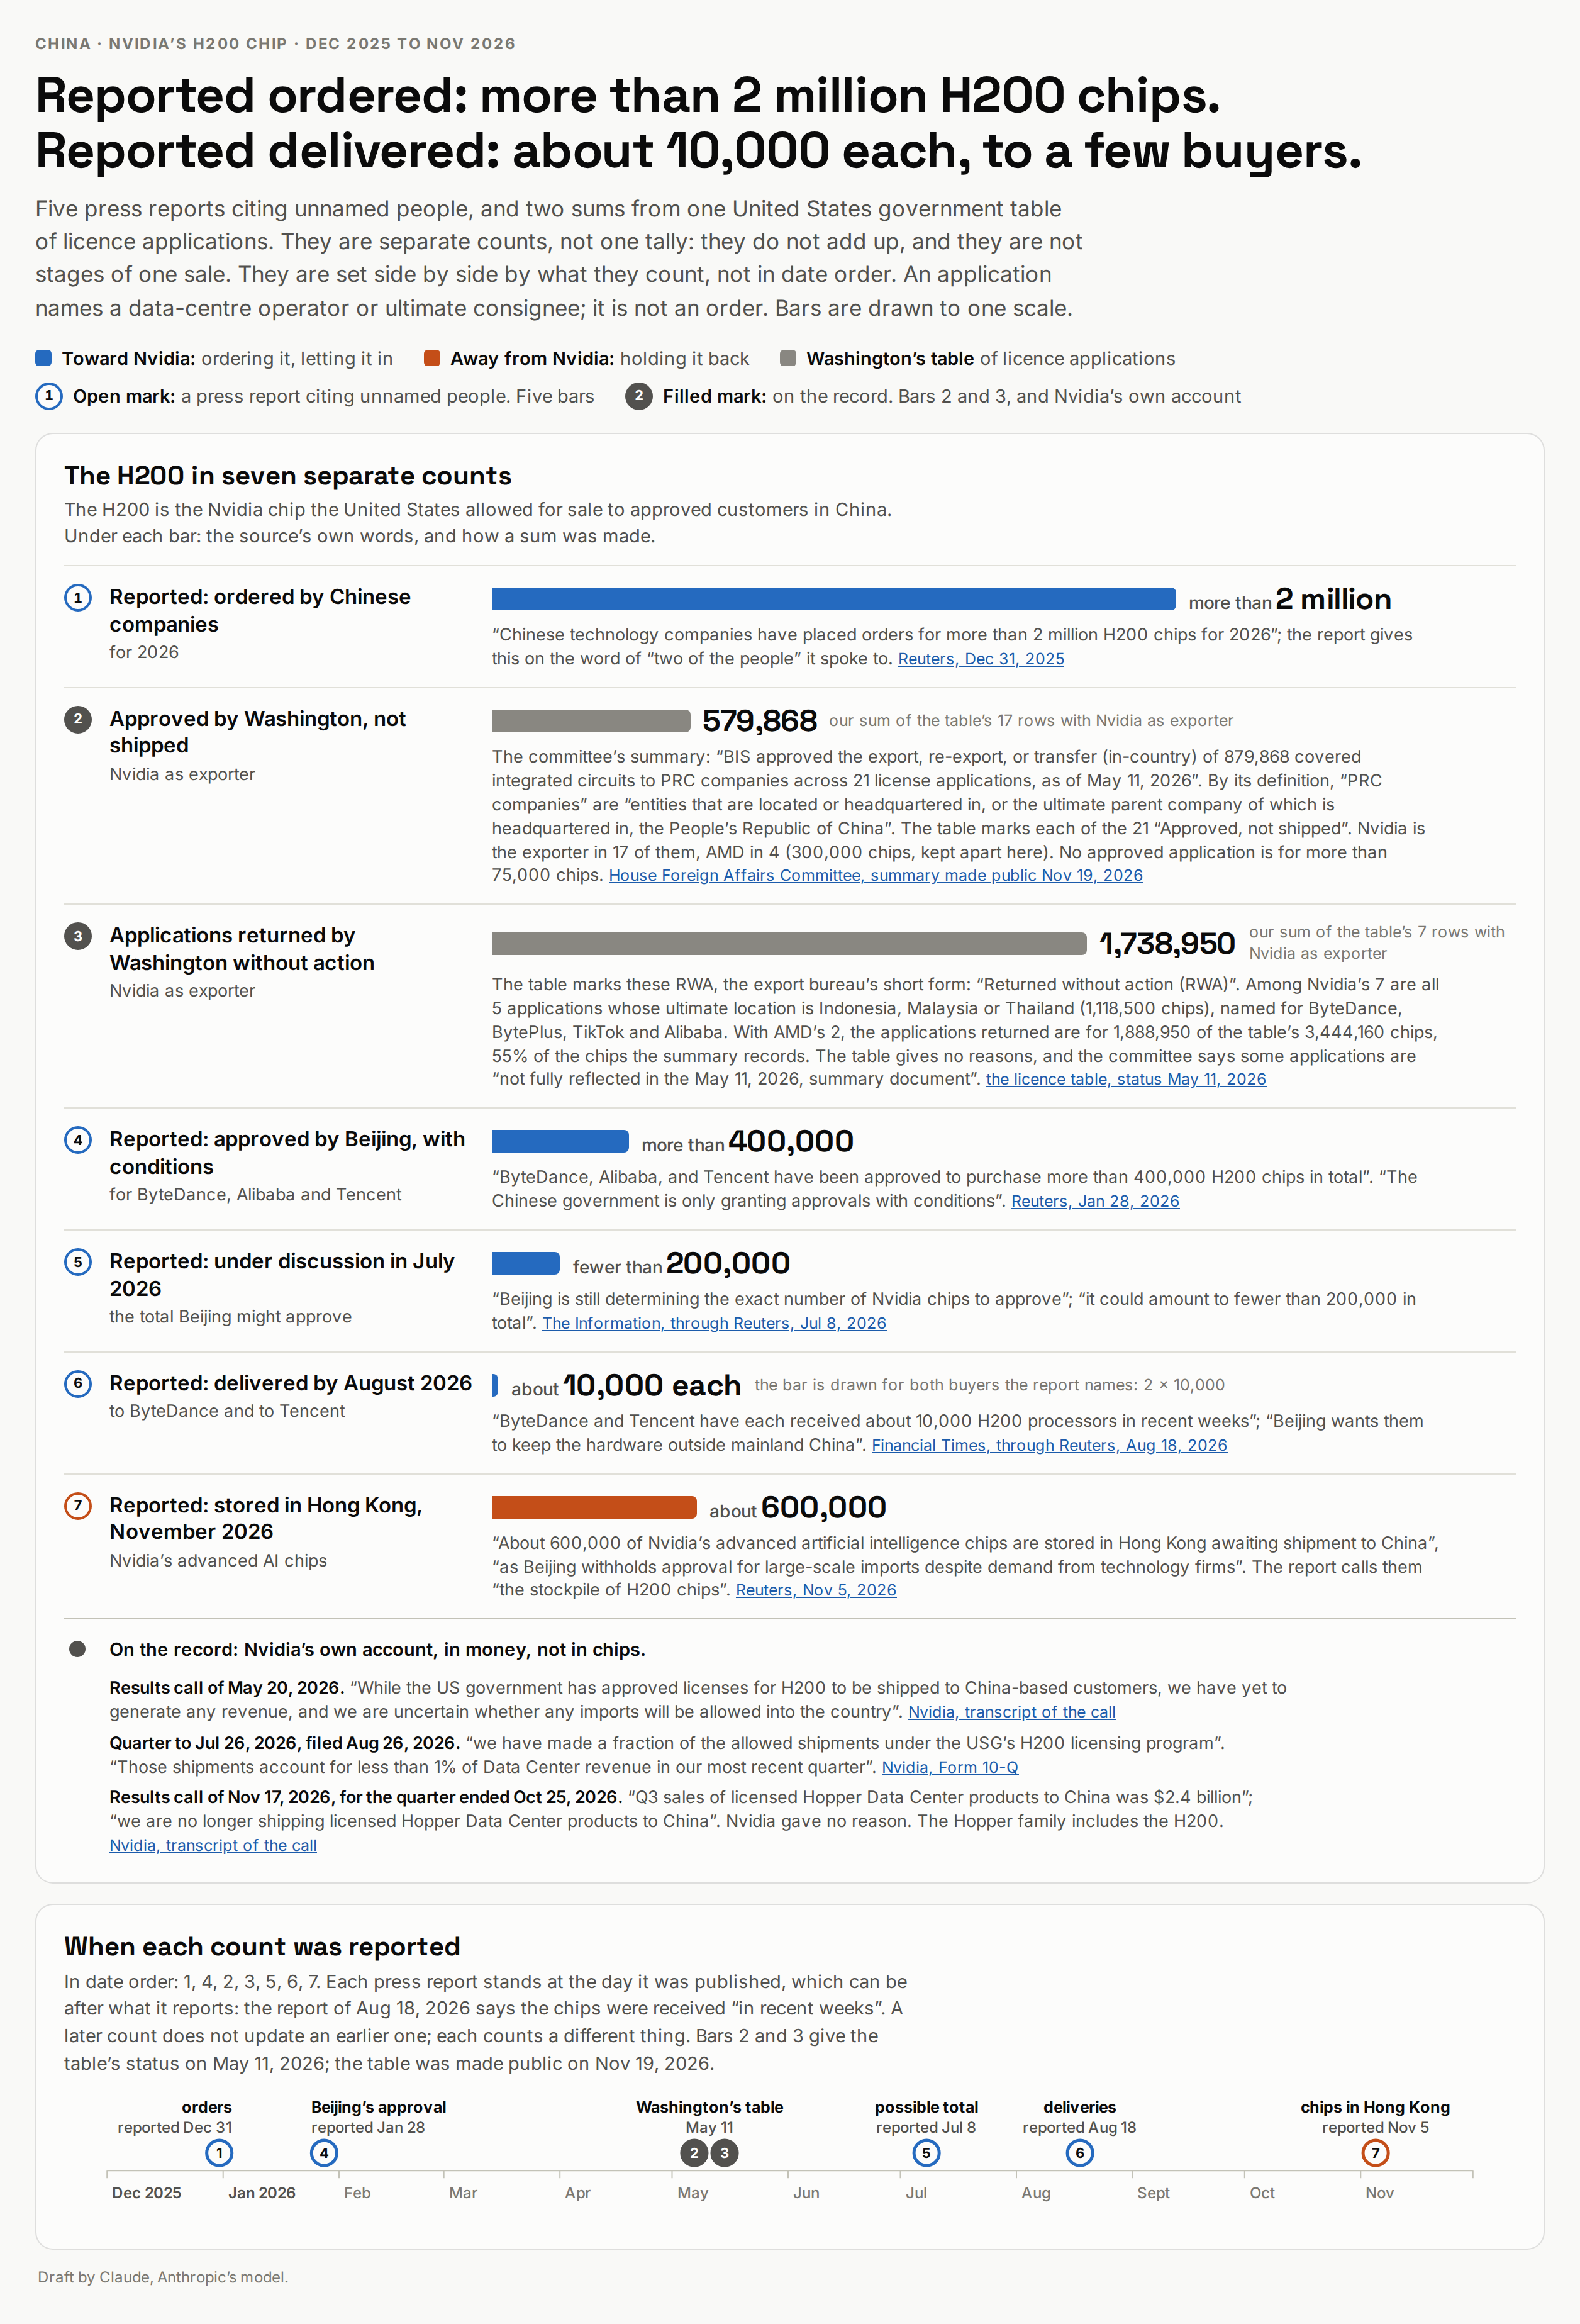 CHINA · NVIDIA’S H200 CHIP · DEC 2025 TO NOV 2026
Reported ordered: more than 2 million H200 chips.
Reported delivered: about 10,000 each, to a few buyers.
Five press reports citing unnamed people, and two sums from one United States government table
of licence applications. They are separate counts, not one tally: they do not add up, and they are not
stages of one sale. They are set side by side by what they count, not in date order. An application
names a data-centre operator or ultimate consignee; it is not an order. Bars are drawn to one scale.
Toward Nvidia: ordering it, letting it in
Away from Nvidia: holding it back
Washington’s table of licence applications
1 Open mark: a press report citing unnamed people. Five bars
2 Filled mark: on the record. Bars 2 and 3, and Nvidia’s own account
The H200 in seven separate counts
The H200 is the Nvidia chip the United States allowed for sale to approved customers in China.
Under each bar: the source’s own words, and how a sum was made.
1 Reported: ordered by Chinese
companies
for 2026
more than 2 million
“Chinese technology companies have placed orders for more than 2 million H200 chips for 2026”; the report gives
this on the word of “two of the people” it spoke to. Reuters, Dec 31, 2025
2 Approved by Washington, not
shipped
Nvidia as exporter
579,868 our sum of the table’s 17 rows with Nvidia as exporter
The committee’s summary: “BIS approved the export, re-export, or transfer (in-country) of 879,868 covered
integrated circuits to PRC companies across 21 license applications, as of May 11, 2026”. By its definition, “PRC
companies” are “entities that are located or headquartered in, or the ultimate parent company of which is
headquartered in, the People’s Republic of China”. The table marks each of the 21 “Approved, not shipped”. Nvidia is
the exporter in 17 of them, AMD in 4 (300,000 chips, kept apart here). No approved application is for more than
75,000 chips. House Foreign Affairs Committee, summary made public Nov 19, 2026
3 Applications returned by
Washington without action
Nvidia as exporter
1,738,950 our sum of the table’s 7 rows with
Nvidia as exporter
The table marks these RWA, the export bureau’s short form: “Returned without action (RWA)”. Among Nvidia’s 7 are all
5 applications whose ultimate location is Indonesia, Malaysia or Thailand (1,118,500 chips), named for ByteDance,
BytePlus, TikTok and Alibaba. With AMD’s 2, the applications returned are for 1,888,950 of the table’s 3,444,160 chips,
55% of the chips the summary records. The table gives no reasons, and the committee says some applications are
“not fully reflected in the May 11, 2026, summary document”. the licence table, status May 11, 2026
4 Reported: approved by Beijing, with
conditions
for ByteDance, Alibaba and Tencent
more than 400,000
“ByteDance, Alibaba, and Tencent have been approved to purchase more than 400,000 H200 chips in total”. “The
Chinese government is only granting approvals with conditions”. Reuters, Jan 28, 2026
5 Reported: under discussion in July
2026
the total Beijing might approve
fewer than 200,000
“Beijing is still determining the exact number of Nvidia chips to approve”; “it could amount to fewer than 200,000 in
total”. The Information, through Reuters, Jul 8, 2026
6 Reported: delivered by August 2026
to ByteDance and to Tencent
about 10,000 each the bar is drawn for both buyers the report names: 2 × 10,000
“ByteDance and Tencent have each received about 10,000 H200 processors in recent weeks”; “Beijing wants them
to keep the hardware outside mainland China”. Financial Times, through Reuters, Aug 18, 2026
7 Reported: stored in Hong Kong,
November 2026
Nvidia’s advanced AI chips
about 600,000
“About 600,000 of Nvidia’s advanced artificial intelligence chips are stored in Hong Kong awaiting shipment to China”,
“as Beijing withholds approval for large-scale imports despite demand from technology firms”. The report calls them
“the stockpile of H200 chips”. Reuters, Nov 5, 2026
On the record: Nvidia’s own account, in money, not in chips.
Results call of May 20, 2026. “While the US government has approved licenses for H200 to be shipped to China-based customers, we have yet to
generate any revenue, and we are uncertain whether any imports will be allowed into the country”. Nvidia, transcript of the call
Quarter to Jul 26, 2026, filed Aug 26, 2026. “we have made a fraction of the allowed shipments under the USG’s H200 licensing program”.
“Those shipments account for less than 1% of Data Center revenue in our most recent quarter”. Nvidia, Form 10-Q
Results call of Nov 17, 2026, for the quarter ended Oct 25, 2026. “Q3 sales of licensed Hopper Data Center products to China was $2.4 billion”;
“we are no longer shipping licensed Hopper Data Center products to China”. Nvidia gave no reason. The Hopper family includes the H200.
Nvidia, transcript of the call
When each count was reported
In date order: 1, 4, 2, 3, 5, 6, 7. Each press report stands at the day it was published, which can be
after what it reports: the report of Aug 18, 2026 says the chips were received “in recent weeks”. A
later count does not update an earlier one; each counts a different thing. Bars 2 and 3 give the
table’s status on May 11, 2026; the table was made public on Nov 19, 2026.
orders
reported Dec 31
1
Beijing’s approval
reported Jan 28
4
Washington’s table
May 11
2 3
possible total
reported Jul 8
5
deliveries
reported Aug 18
6
chips in Hong Kong
reported Nov 5
7
Dec 2025 Jan 2026 Feb Mar Apr May Jun Jul Aug Sept Oct Nov
Draft by Claude, Anthropic’s model.